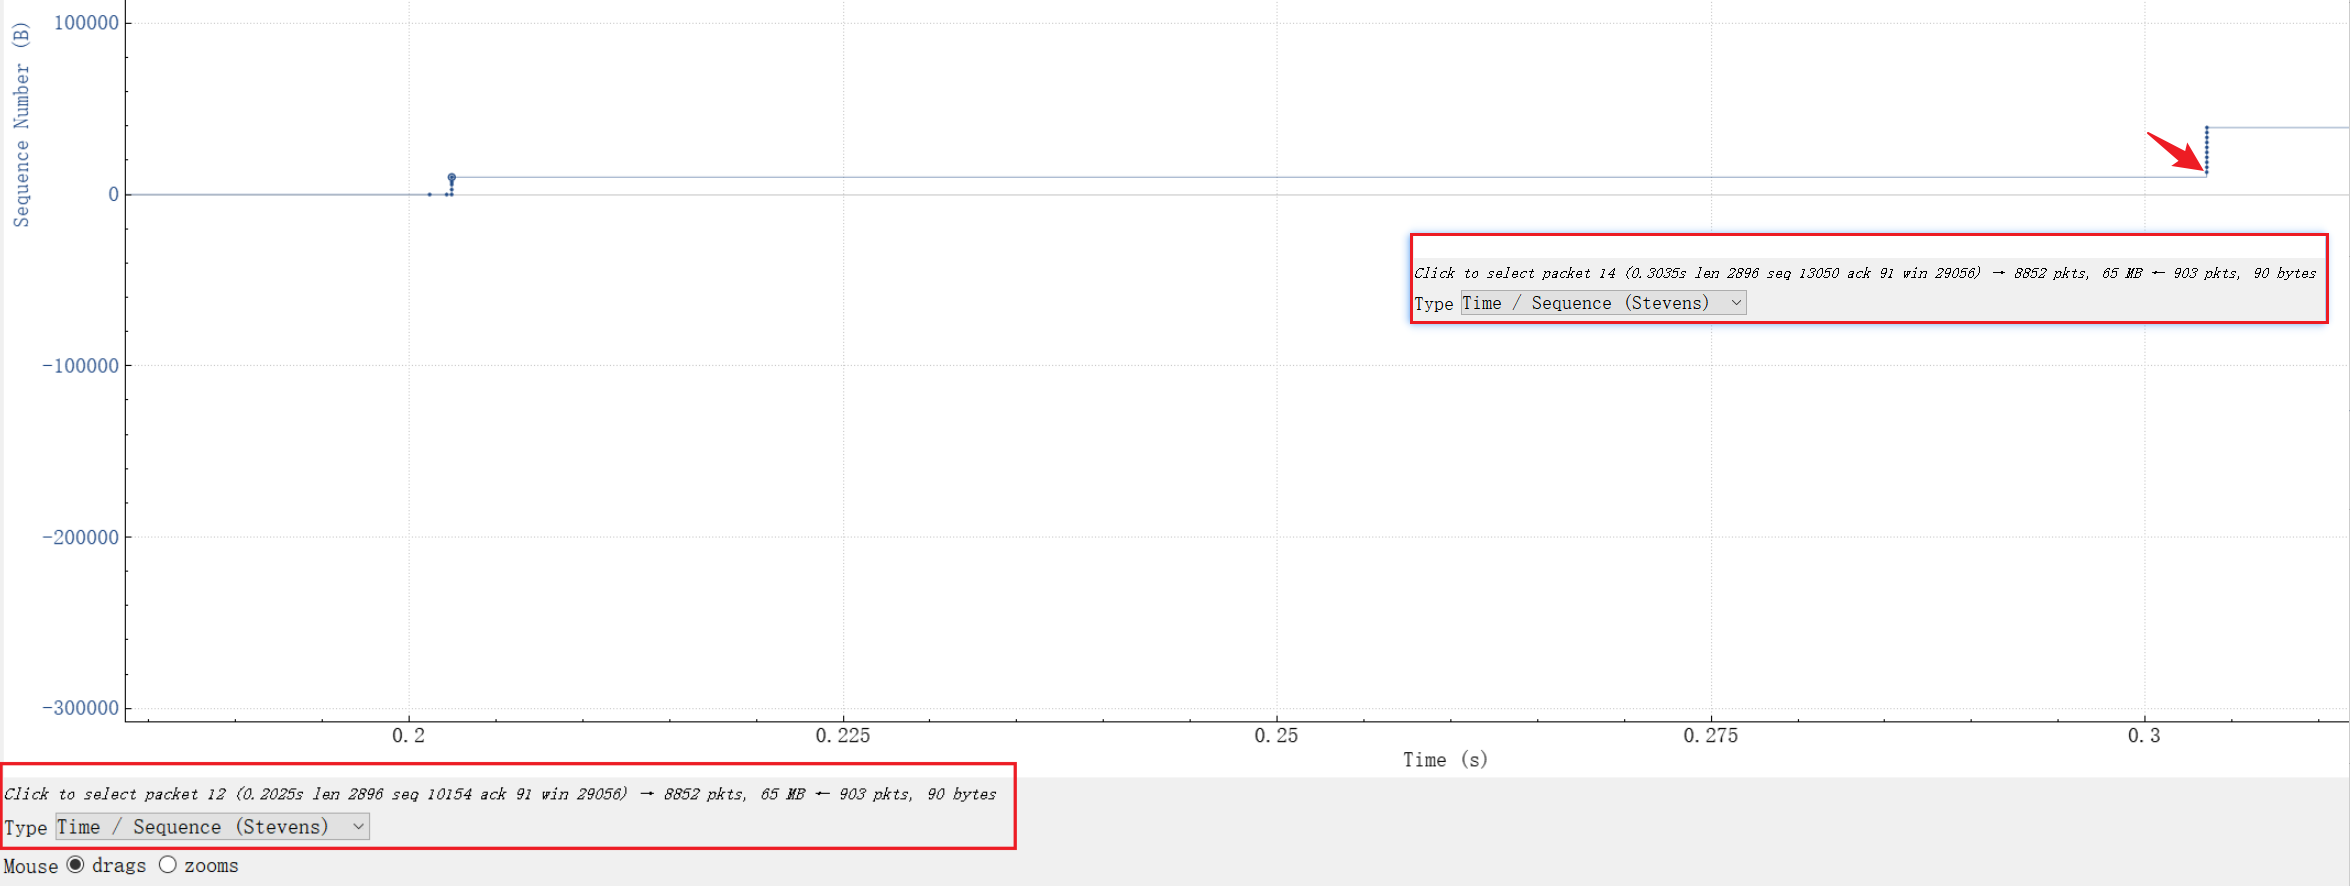 Sequence Number (B)
100000
0
-100000
-200000
-300000
Click to select packet 14 (0.3035s len 2896 seq 13050 ack 91 win 29056) → 8852 pkts, 65 MB ← 903 pkts, 90 bytes
Type Time / Sequence (Stevens)
0.2 0.225 0.25 0.275 0.3
Time (s)
Click to select packet 12 (0.2025s len 2896 seq 10154 ack 91 win 29056) → 8852 pkts, 65 MB ← 903 pkts, 90 bytes
Type Time / Sequence (Stevens)
Mouse drags zooms